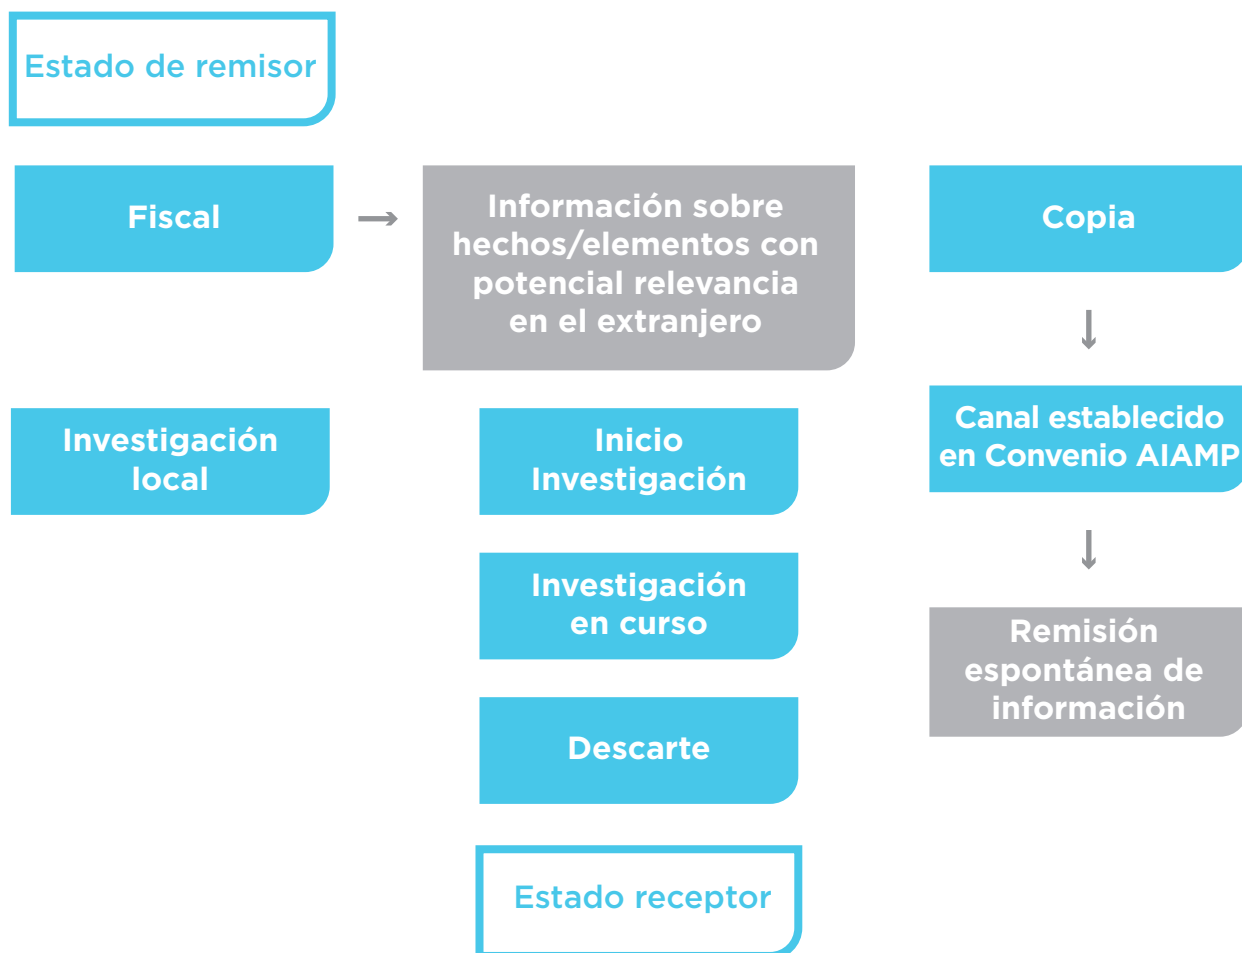 Estado de remisor
Fiscal
Información sobre
hechos/elementos con
potencial relevancia
en el extranjero
Copia
Investigación
local
Inicio
Investigación
Canal establecido
en Convenio AIAMP
Investigación
en curso
Remisión
espontánea de
información
Descarte
Estado receptor